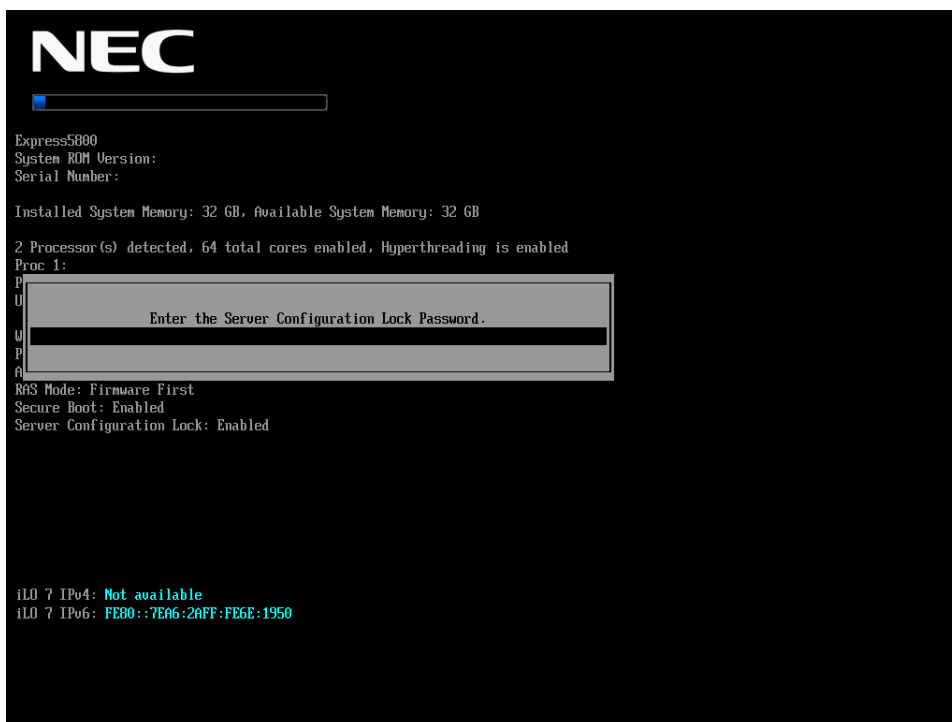 NEC
Express5800
System ROM Version:
Serial Number:
Installed System Memory: 32 GB, Available System Memory: 32 GB
2 Processor(s) detected, 64 total cores enabled, Hyperthreading is enabled
Proc 1:
P
U
Enter the Server Configuration Lock Password.
W
P
A
RAS Mode: Firmware First
Secure Boot: Enabled
Server Configuration Lock: Enabled
iLO 7 IPv4: Not available
iLO 7 IPv6: FE80::7EA6:2AFF:FE6E:1950